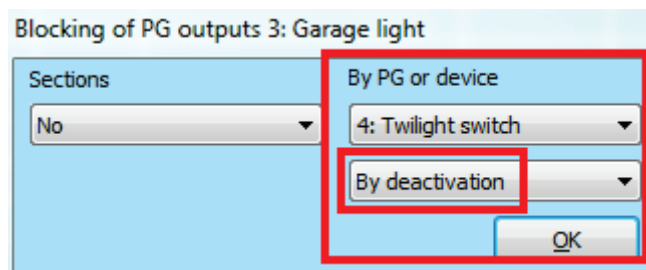 Blocking of PG outputs 3: Garage light
Sections
By PG or device
No
4: Twilight switch
By deactivation
OK